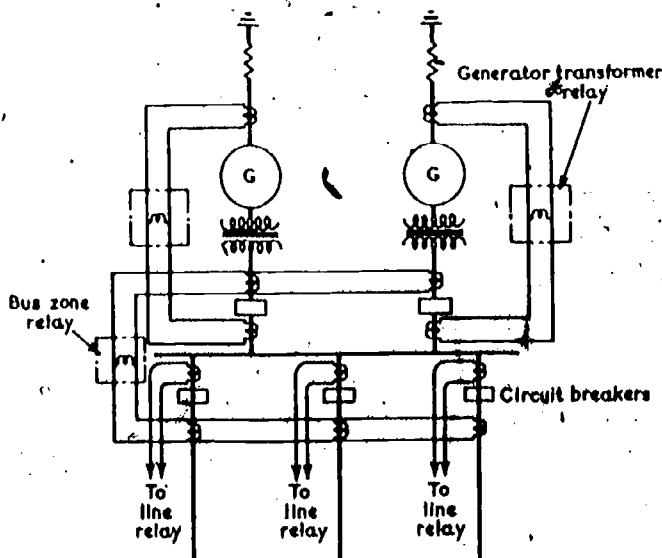 Generator transformer
relay
G
G
Bus zone
relay
Circuit breakers
To
line
relay
To
line
relay
To
line
relay